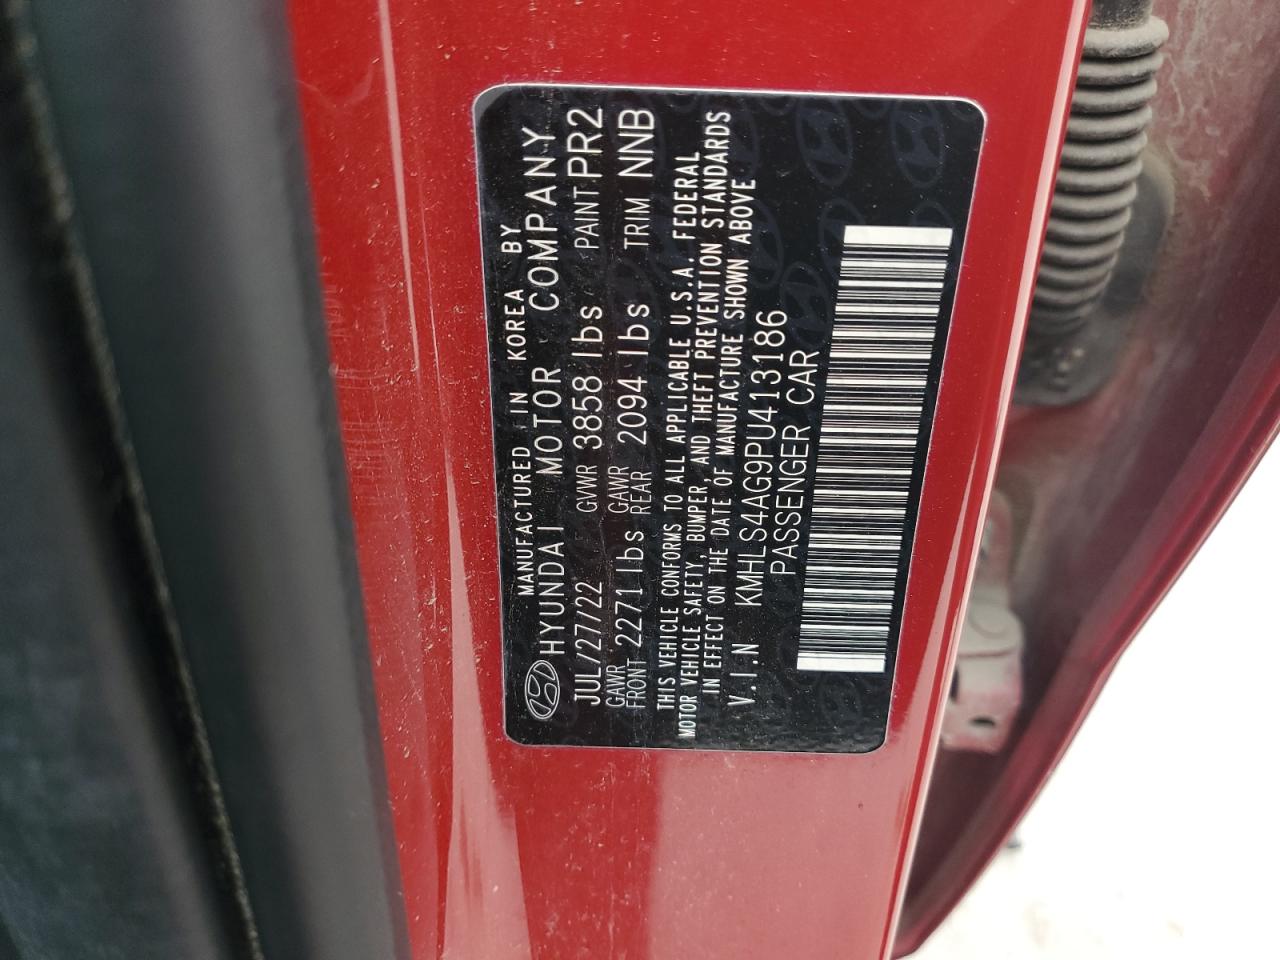 MANUFACTURED IN KOREA BY
HYUNDAI MOTOR COMPANY
JUL/27/22 GVWR 3858 lbs PAINT PR2
GAWR FRONT 2271 lbs GAWR REAR 2094 lbs TRIM NNB
THIS VEHICLE CONFORMS TO ALL APPLICABLE U.S.A. FEDERAL
MOTOR VEHICLE SAFETY, BUMPER, AND THEFT PREVENTION STANDARDS
IN EFFECT ON THE DATE OF MANUFACTURE SHOWN ABOVE
V.I.N KMHLS4AG9PU413186
PASSENGER CAR